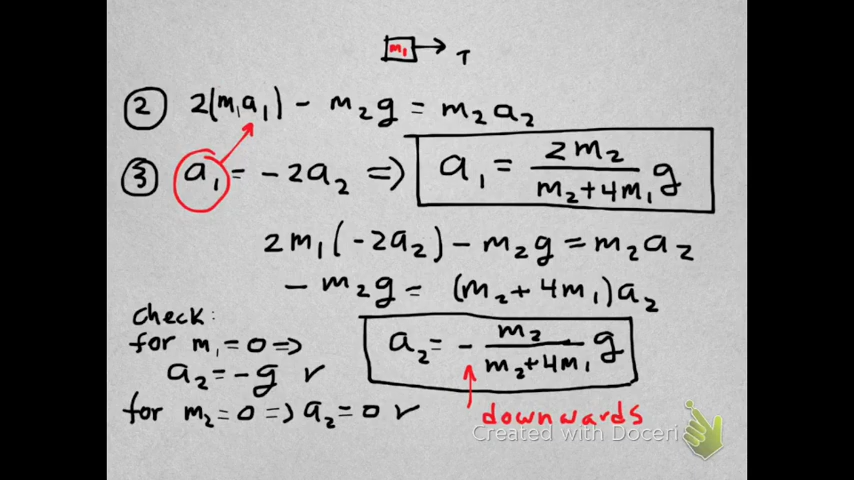 m₁ → T
② 2(m₁a₁) - m₂g = m₂a₂
③ a₁ = -2a₂ => a₁ = 2m₂/(m₂+4m₁) g
2m₁(-2a₂) - m₂g = m₂a₂
- m₂g = (m₂+4m₁)a₂
check:
for m₁=0 =>
a₂ = -g ✓
for m₂=0 => a₂=0 ✓
a₂ = - m₂/(m₂+4m₁) g
downwards
Created with Doceri